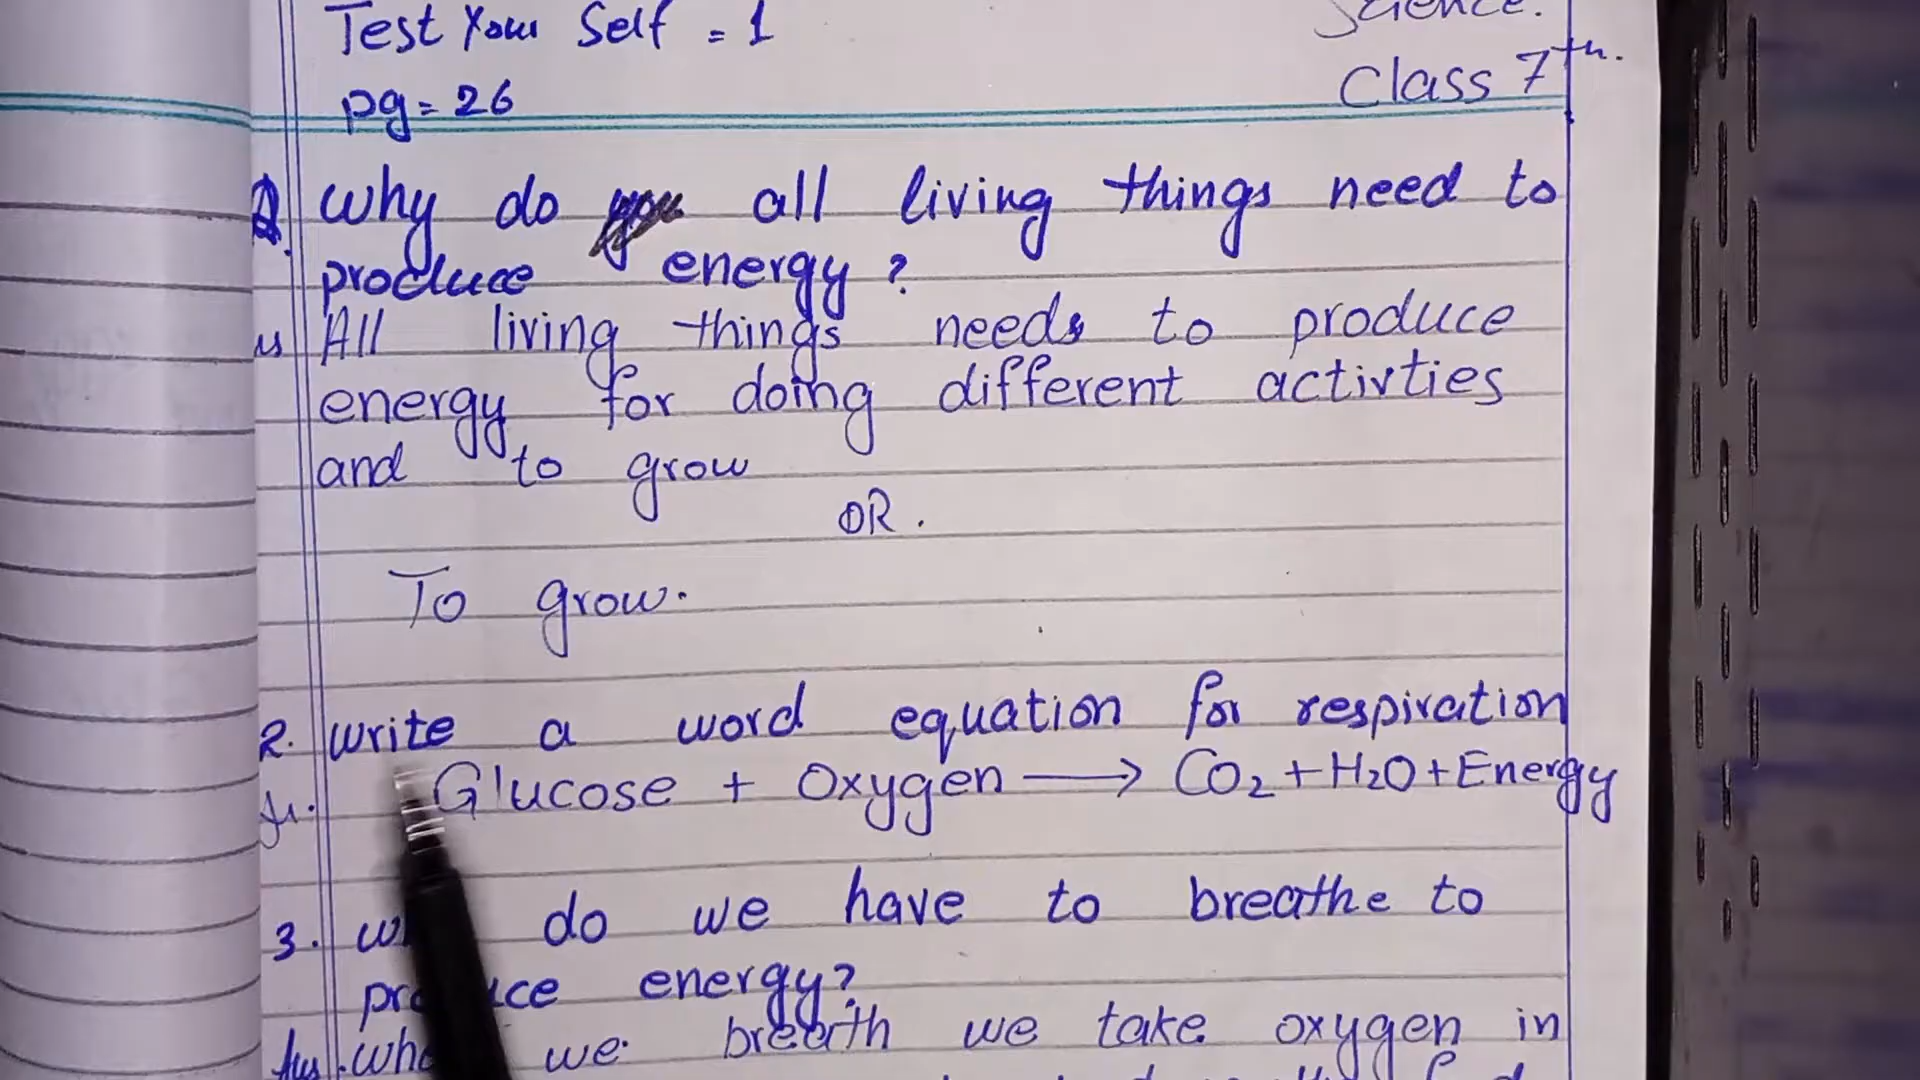 Test Your Self = 1
Science.
pg = 26
Class 7th.
Q. Why do you all living things need to
produce energy?
All living things needs to produce
energy for doing different activties
and to grow
OR.
To grow.
2. write a word equation for respiration
Glucose + Oxygen → CO2 + H2O + Energy
3. do we have to breathe to
energy?
Ans. we breath we take oxygen in